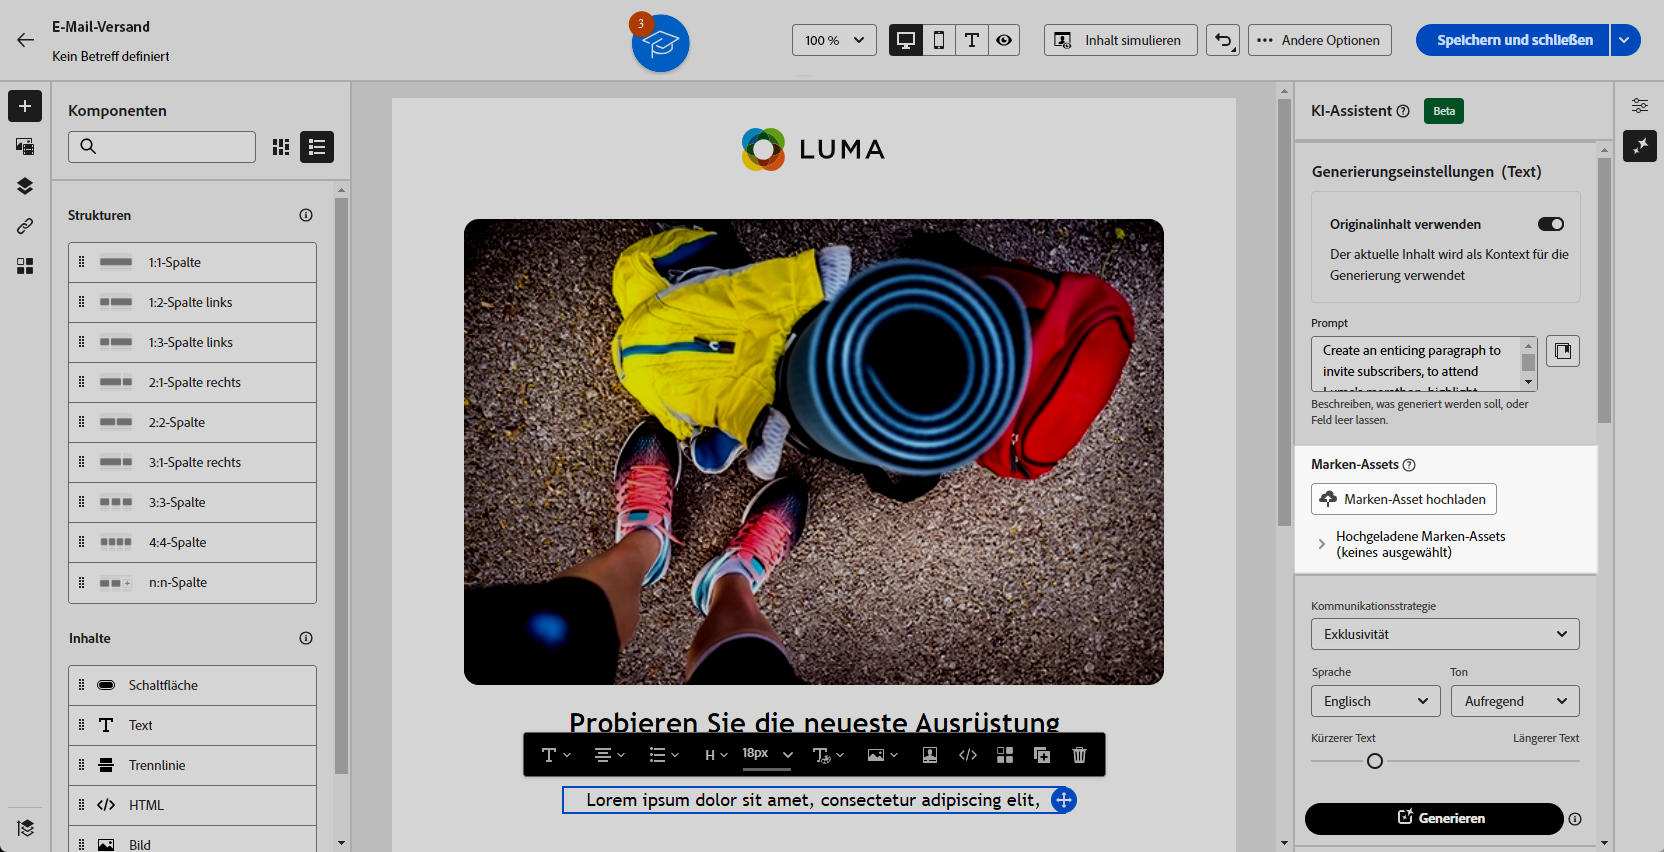 E-Mail-Versand
Kein Betreff definiert
3
100 %
Inhalt simulieren
Andere Optionen
Speichern und schließen
Komponenten
Strukturen
1:1-Spalte
1:2-Spalte links
1:3-Spalte links
2:1-Spalte rechts
2:2-Spalte
3:1-Spalte rechts
3:3-Spalte
4:4-Spalte
n:n-Spalte
Inhalte
Schaltfläche
Text
Trennlinie
HTML
Bild
LUMA
Probieren Sie die neueste Ausrüstung
H
18px
Lorem ipsum dolor sit amet, consectetur adipiscing elit,
KI-Assistent
Beta
Generierungseinstellungen (Text)
Originalinhalt verwenden
Der aktuelle Inhalt wird als Kontext für die
Generierung verwendet
Prompt
Create an enticing paragraph to
invite subscribers, to attend
Luma's marathon, highlight
Beschreiben, was generiert werden soll, oder
Feld leer lassen.
Marken-Assets
Marken-Asset hochladen
Hochgeladene Marken-Assets
(keines ausgewählt)
Kommunikationsstrategie
Exklusivität
Sprache
Ton
Englisch
Aufregend
Kürzerer Text
Längerer Text
Generieren